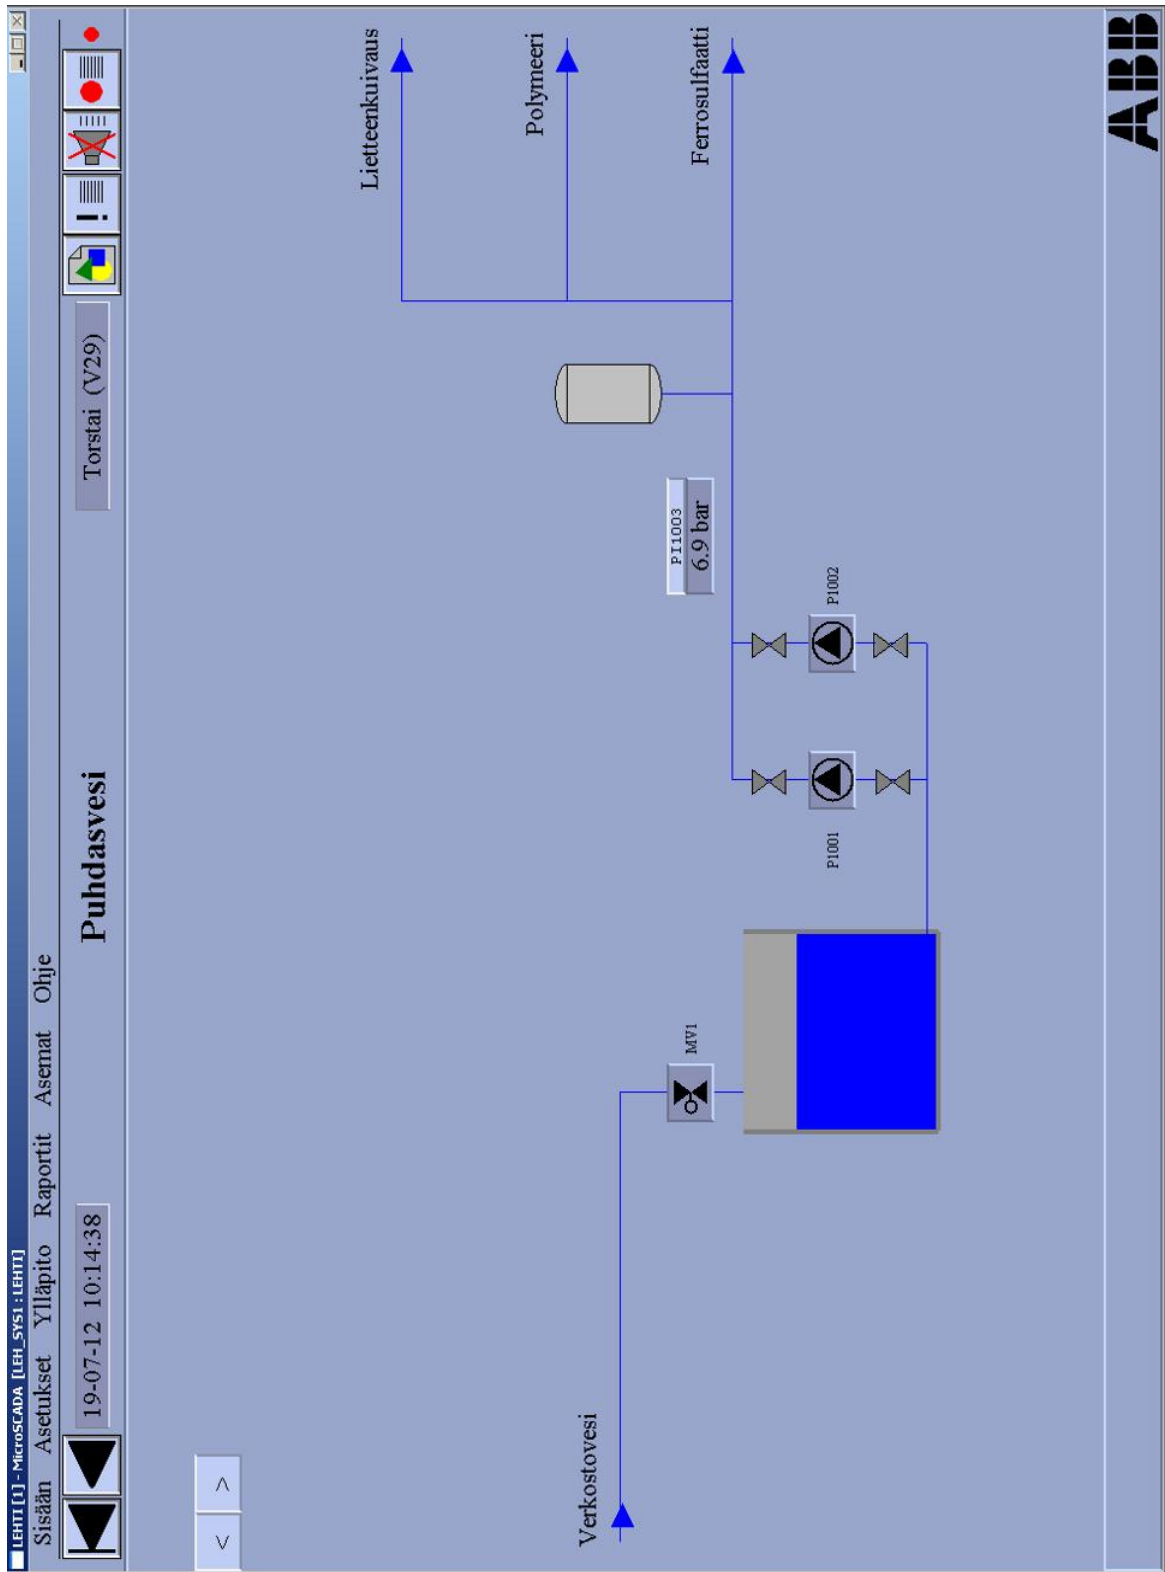 LEHTI [1] - MicroSCADA [LEH_SYS1 : LEHTI]
Sisään Asetukset Ylläpito Raportit Asemat Ohje
19-07-12 10:14:38 Puhdasvesi Torstai (V29)
< >
Lietteenkuivaus
Polymeeri
Verkostovesi
Ferrosulfaatti
PI1003
6.9 bar
MV1
P1001
P1002
ABB